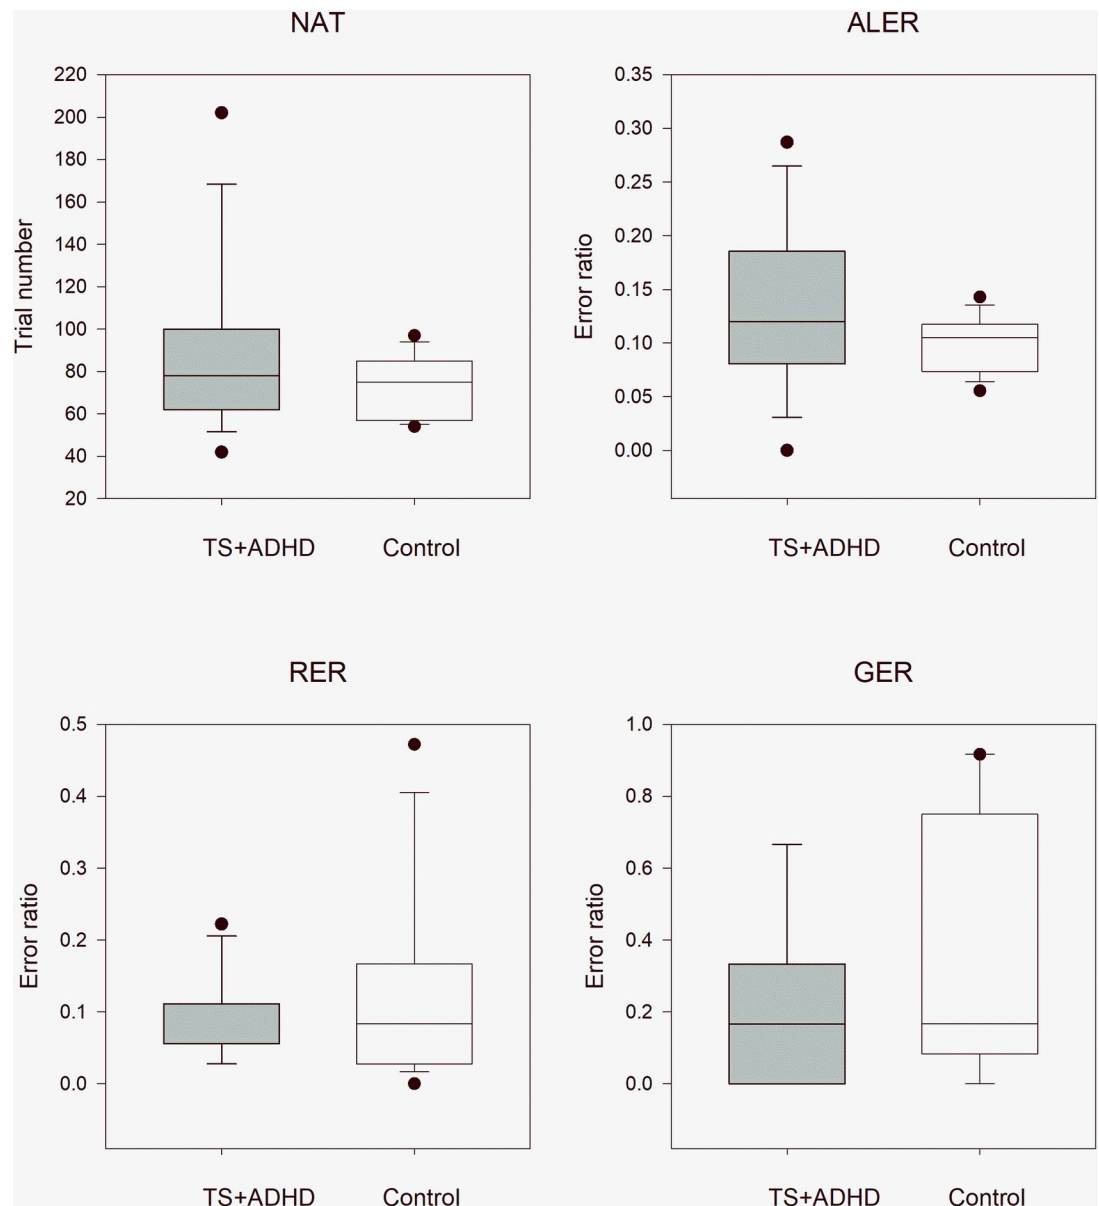 NAT
220
200
180
160
140
120
100
80
60
40
20
Trial number
TS+ADHD Control
ALER
0.35
0.30
0.25
0.20
0.15
0.10
0.05
0.00
Error ratio
TS+ADHD Control
RER
0.5
0.4
0.3
0.2
0.1
0.0
Error ratio
TS+ADHD Control
GER
1.0
0.8
0.6
0.4
0.2
0.0
Error ratio
TS+ADHD Control